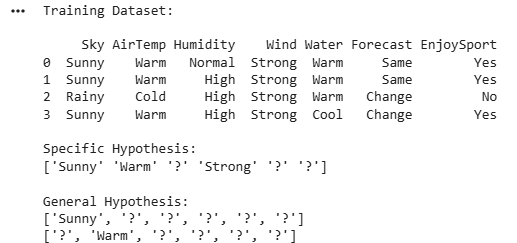 ••• Training Dataset:
Sky AirTemp Humidity Wind Water Forecast EnjoySport
0 Sunny Warm Normal Strong Warm Same Yes
1 Sunny Warm High Strong Warm Same Yes
2 Rainy Cold High Strong Warm Change No
3 Sunny Warm High Strong Cool Change Yes
Specific Hypothesis:
['Sunny' 'Warm' '?' 'Strong' '?' '?']
General Hypothesis:
['Sunny', '?', '?', '?', '?', '?']
['?', 'Warm', '?', '?', '?', '?']